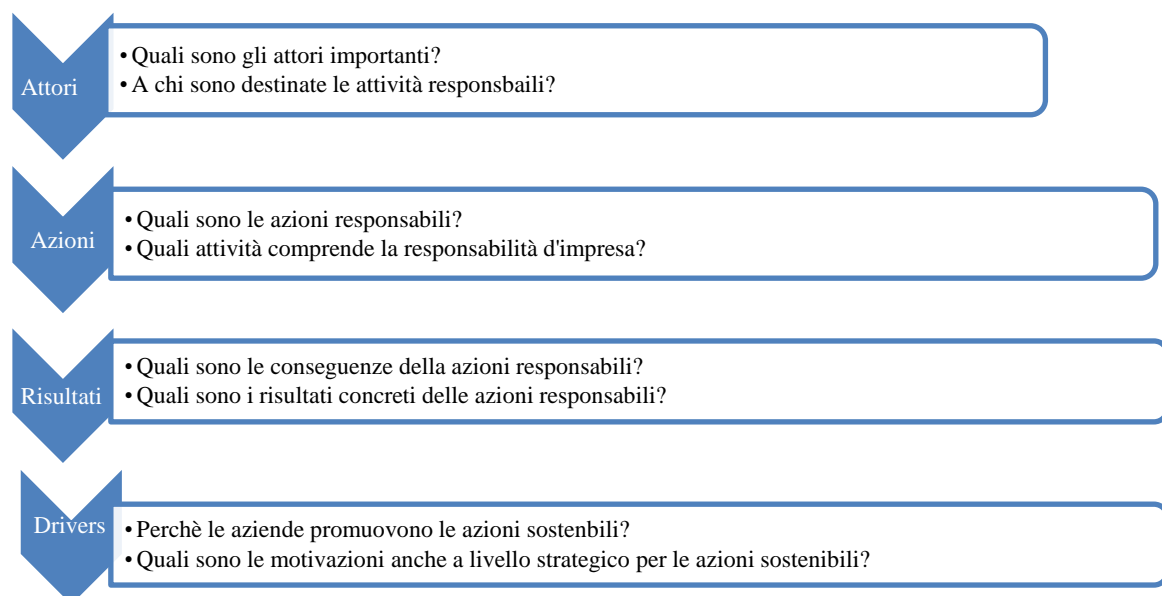 Attori
• Quali sono gli attori importanti?
• A chi sono destinate le attività responsbaili?
Azioni
• Quali sono le azioni responsabili?
• Quali attività comprende la responsabilità d'impresa?
Risultati
• Quali sono le conseguenze della azioni responsabili?
• Quali sono i risultati concreti delle azioni responsabili?
Drivers
• Perchè le aziende promuovono le azioni sostenbili?
• Quali sono le motivazioni anche a livello strategico per le azioni sostenibili?